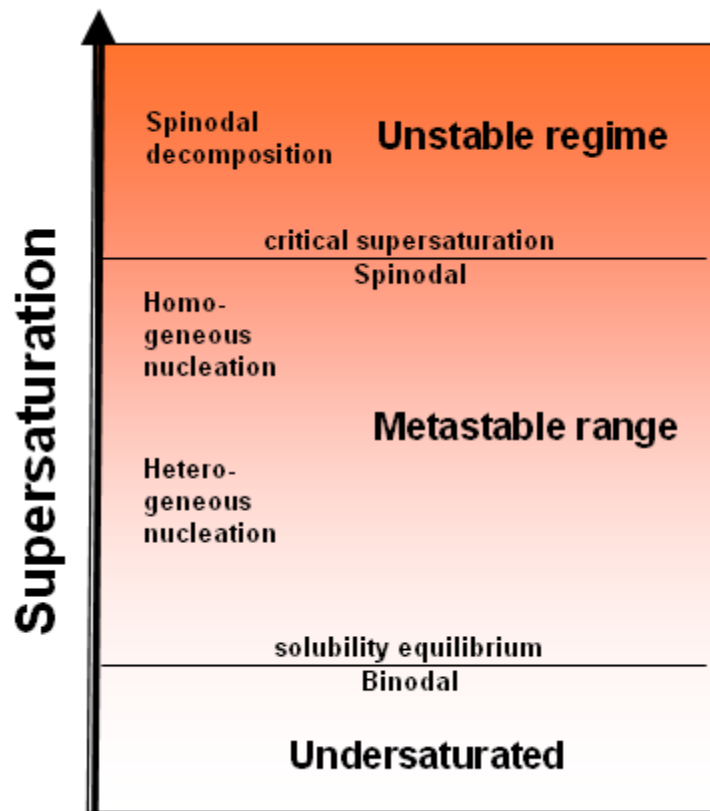 Supersaturation
Spinodal
decomposition
Unstable regime
critical supersaturation
Spinodal
Homo-
geneous
nucleation
Metastable range
Hetero-
geneous
nucleation
solubility equilibrium
Binodal
Undersaturated